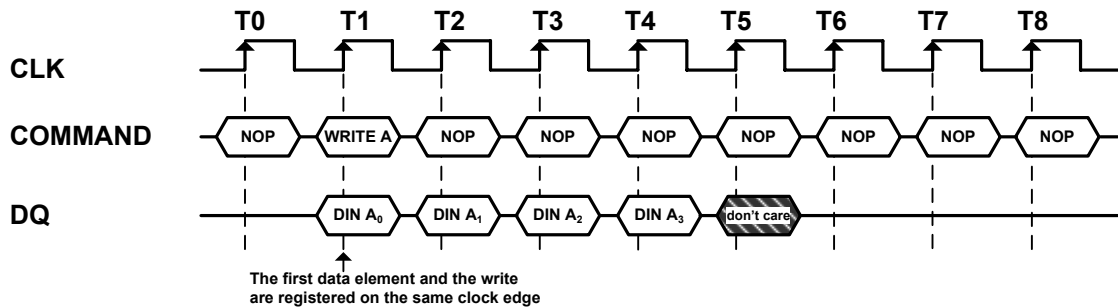 T0 T1 T2 T3 T4 T5 T6 T7 T8
CLK
COMMAND NOP WRITE A NOP NOP NOP NOP NOP NOP NOP
DQ DIN A₀ DIN A₁ DIN A₂ DIN A₃ don't care
The first data element and the write
are registered on the same clock edge